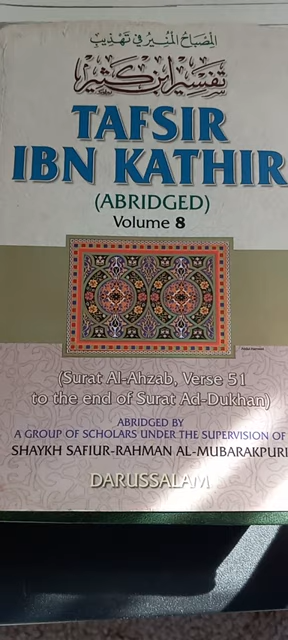 المصباح المنير في تهذيب
تفسير ابن كثير
TAFSIR
IBN KATHIR
(ABRIDGED)
Volume 8
(Surat Al-Ahzab, Verse 51
to the end of Surat Ad-Dukhan)
ABRIDGED BY
A GROUP OF SCHOLARS UNDER THE SUPERVISION OF
SHAYKH SAFIUR-RAHMAN AL-MUBARAKPURI
DARUSSALAM